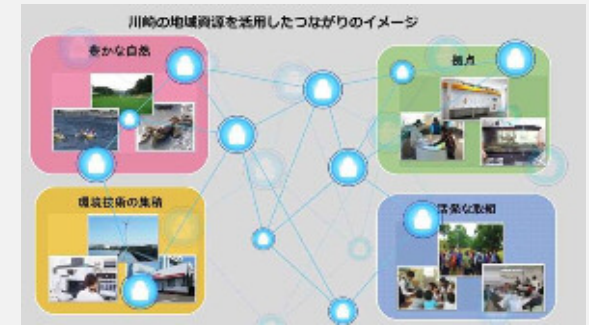 川崎の地域資源を活用したつながりのイメージ
豊かな自然
拠点
環境技術の集積
活発な取組